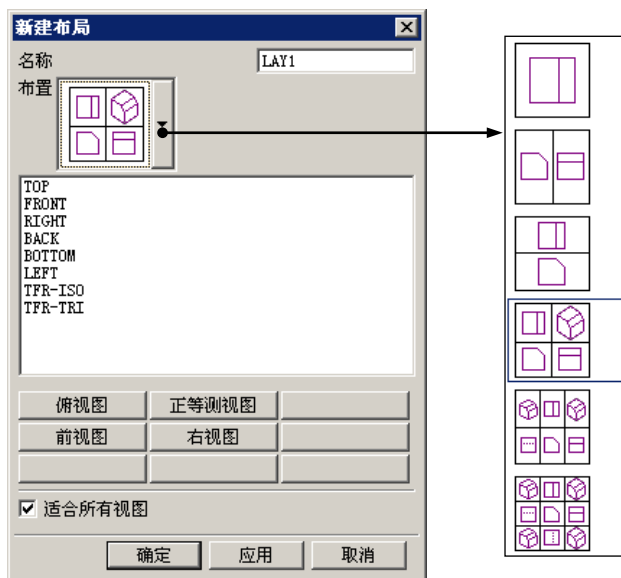 新建布局
名称 LAY1
布置
TOP
FRONT
RIGHT
BACK
BOTTOM
LEFT
TFR-ISO
TFR-TRI
俯视图 正等测视图
前视图 右视图
适合所有视图
确定 应用 取消